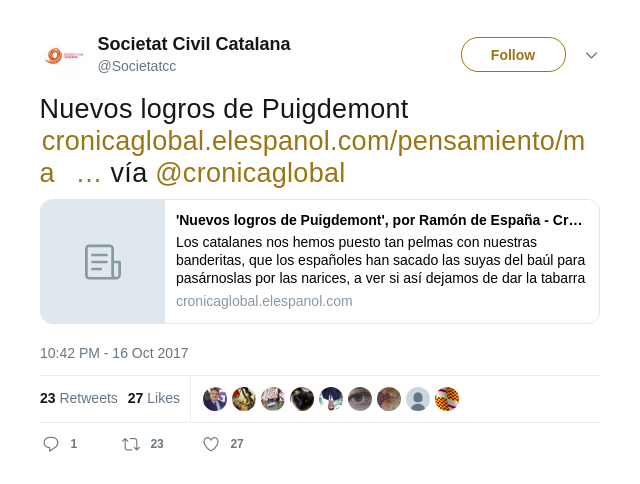 Societat Civil Catalana
@Societatcc
Follow
Nuevos logros de Puigdemont
cronicaglobal.elespanol.com/pensamiento/m
a … vía @cronicaglobal
'Nuevos logros de Puigdemont', por Ramón de España - Cr…
Los catalanes nos hemos puesto tan pelmas con nuestras
banderitas, que los españoles han sacado las suyas del baúl para
pasárnoslas por las narices, a ver si así dejamos de dar la tabarra
cronicaglobal.elespanol.com
10:42 PM - 16 Oct 2017
23 Retweets 27 Likes
1 23 27